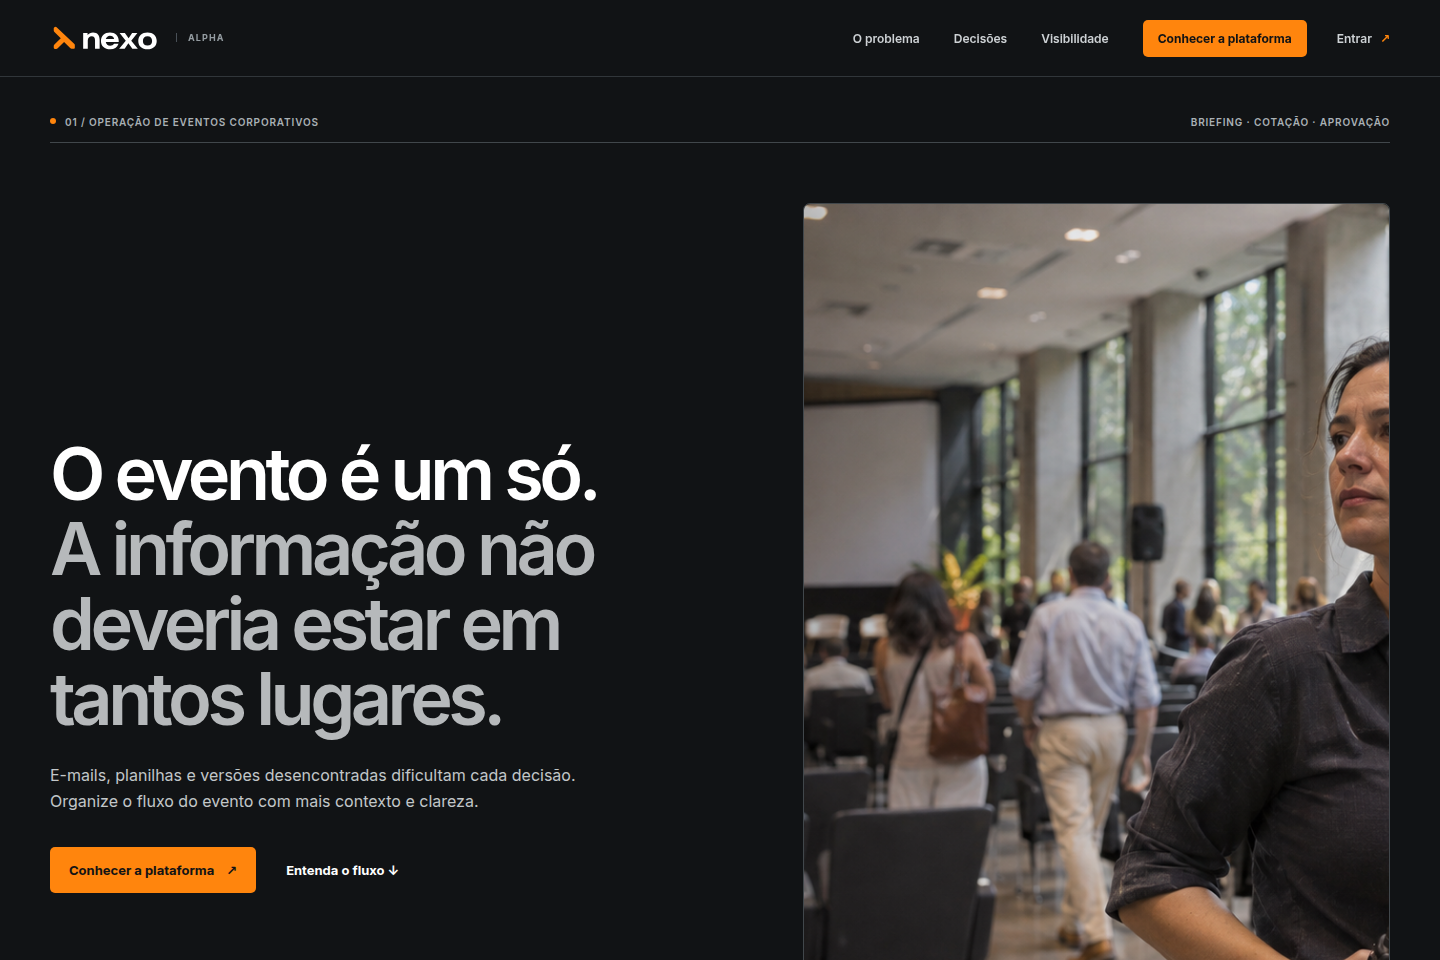 nexo
ALPHA
O problema
Decisões
Visibilidade
Conhecer a plataforma
Entrar ↗
01 / OPERAÇÃO DE EVENTOS CORPORATIVOS
BRIEFING · COTAÇÃO · APROVAÇÃO
O evento é um só.
A informação não
deveria estar em
tantos lugares.
E-mails, planilhas e versões desencontradas dificultam cada decisão.
Organize o fluxo do evento com mais contexto e clareza.
Conhecer a plataforma ↗
Entenda o fluxo ↓